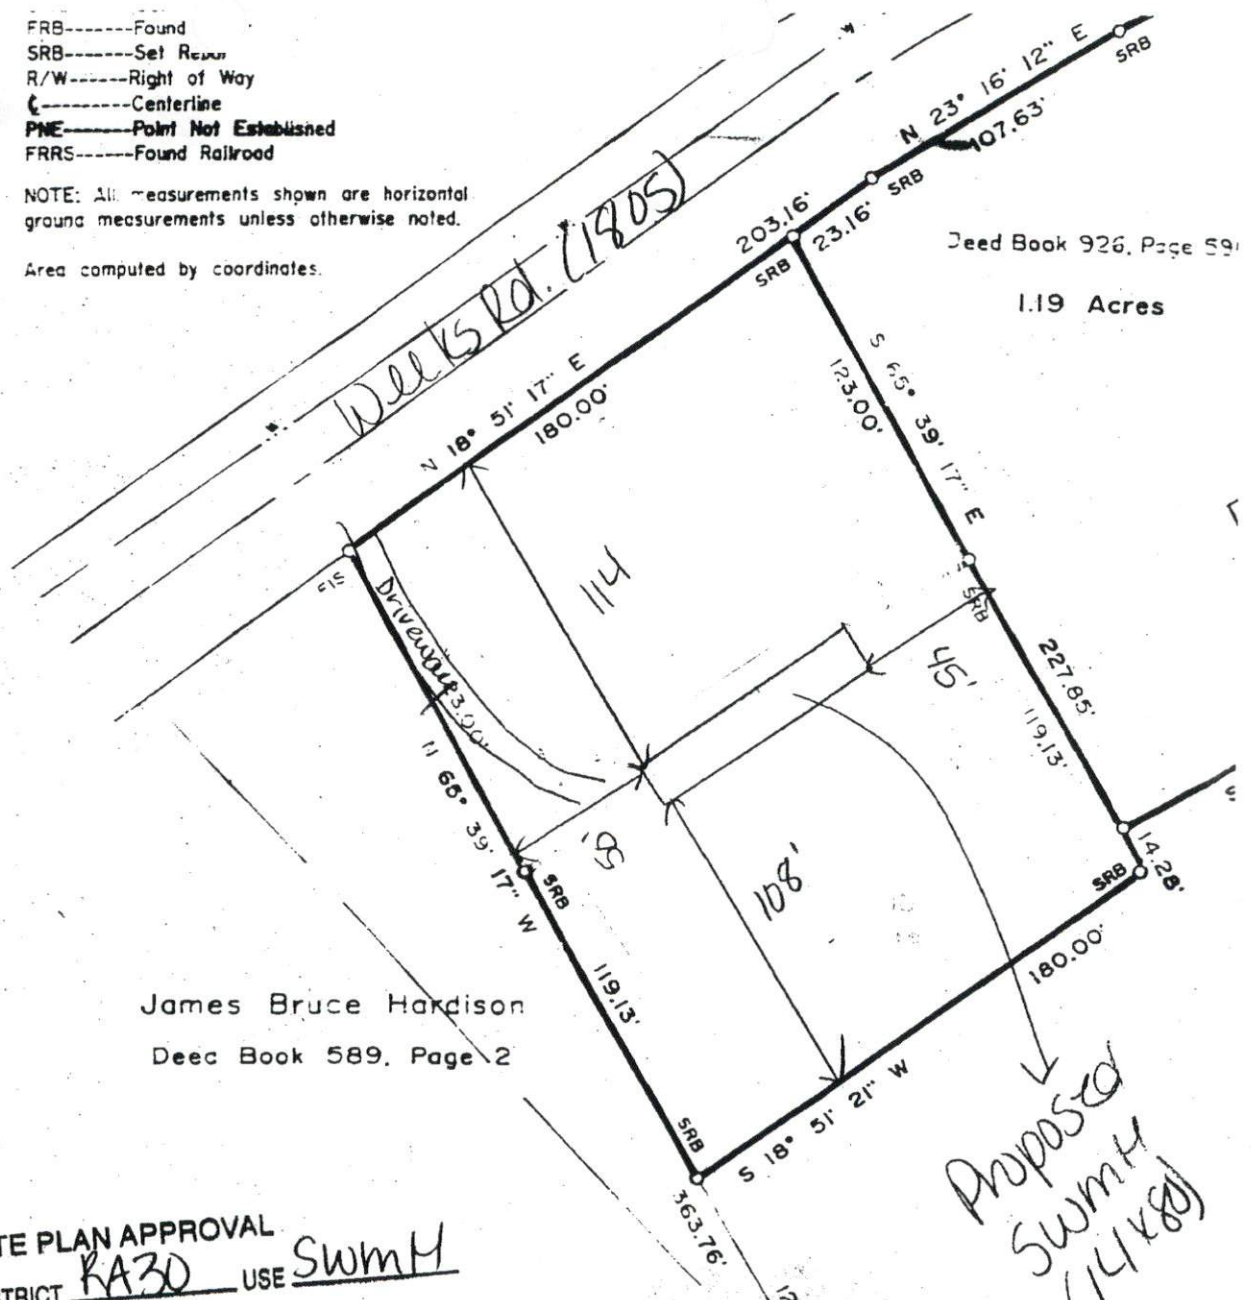 FRB-------Found
SRB-------Set
R/W------Right of Way
℄---------Centerline
PNE-------Point Not Established
FRRS------Found Railroad
NOTE: All measurements shown are horizontal
ground measurements unless otherwise noted.
Area computed by coordinates.
Weeks Rd. (1805)
N 23° 16' 12" E
107.63'
SRB
SRB
203.16'
23.16'
SRB
Deed Book 926, Page
1.19 Acres
N 18° 51' 17" E
180.00'
S 65° 39' 17" E
123.00'
SRB
114
Driveway
45'
227.85'
119.13'
14.28'
SRB
N 65° 39' 17" W
SRB
108'
119.13'
180.00'
James Bruce Hardison
Deec Book 589, Page 2
SRB
S 18° 51' 21" W
363.76'
Proposed
SWMH
(14x80)
TE PLAN APPROVAL
TRICT RA30 USE SWMH